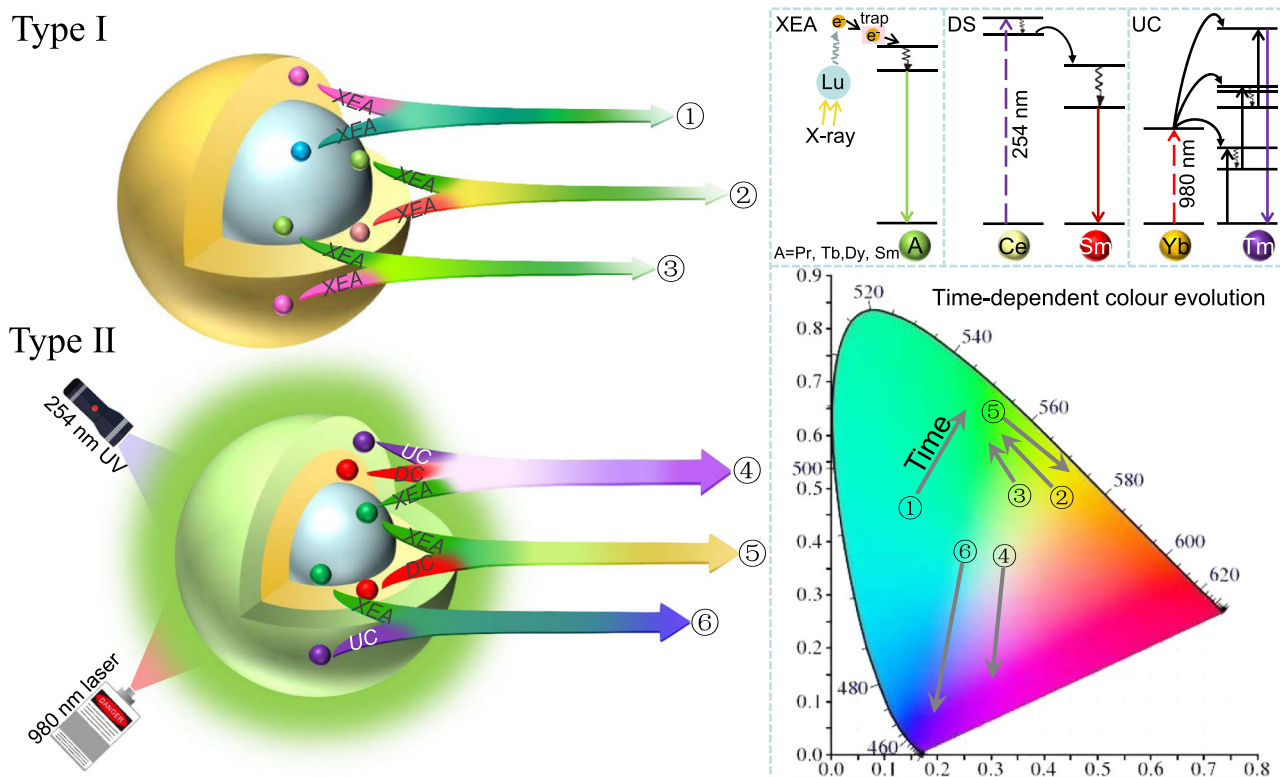 Type I
XEA
XEA
①
XEA
XEA
②
XEA
XEA
③
Type II
254 nm UV
980 nm laser
DANGER
UC
DC
XEA
④
XEA
DC
⑤
XEA
UC
⑥
XEA
e⁻
trap
e⁻
Lu
X-ray
A=Pr, Tb,Dy, Sm
A
DS
254 nm
Ce
Sm
UC
980 nm
Yb
Tm
Time-dependent colour evolution
0.9
0.8
0.7
0.6
0.5
0.4
0.3
0.2
0.1
0.0
0.0 0.1 0.2 0.3 0.4 0.5 0.6 0.7 0.8
520
540
560
580
600
620
500
480
460
Time
①
②
③
④
⑤
⑥